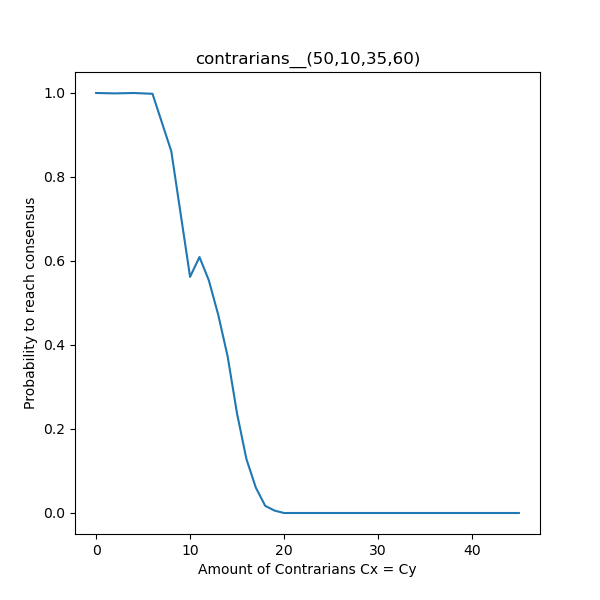 contrarians__(50,10,35,60)
1.0
0.8
0.6
0.4
0.2
0.0
Probability to reach consensus
0 10 20 30 40
Amount of Contrarians Cx = Cy